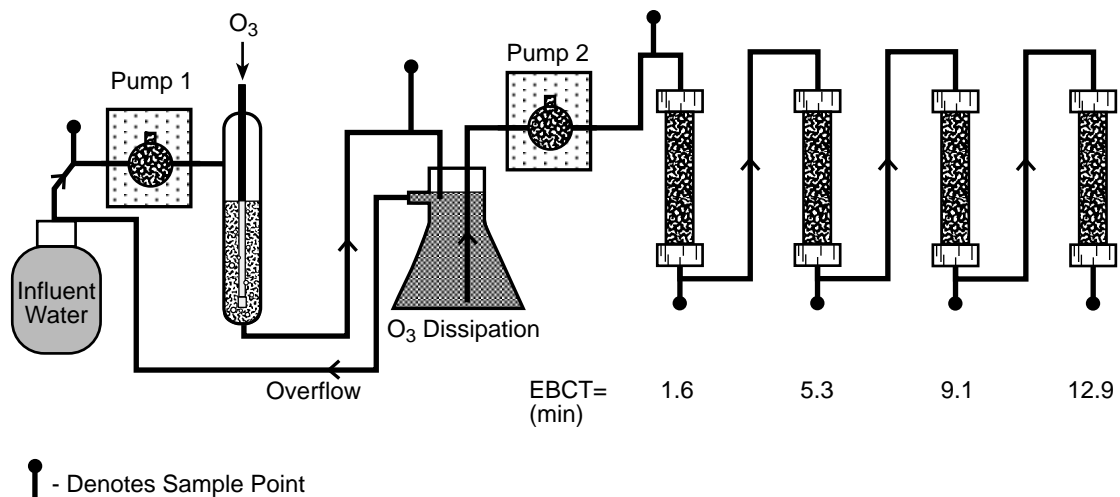 O3
Pump 1
Pump 2
Influent
Water
O3 Dissipation
Overflow
EBCT= 1.6 5.3 9.1 12.9
(min)
- Denotes Sample Point